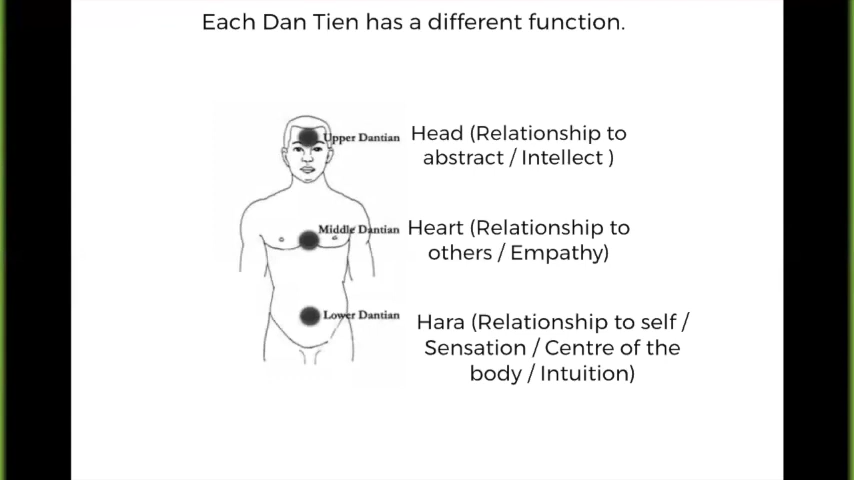 Each Dan Tien has a different function.
Upper Dantian
Head (Relationship to
abstract / Intellect )
Middle Dantian
Heart (Relationship to
others / Empathy)
Lower Dantian
Hara (Relationship to self /
Sensation / Centre of the
body / Intuition)